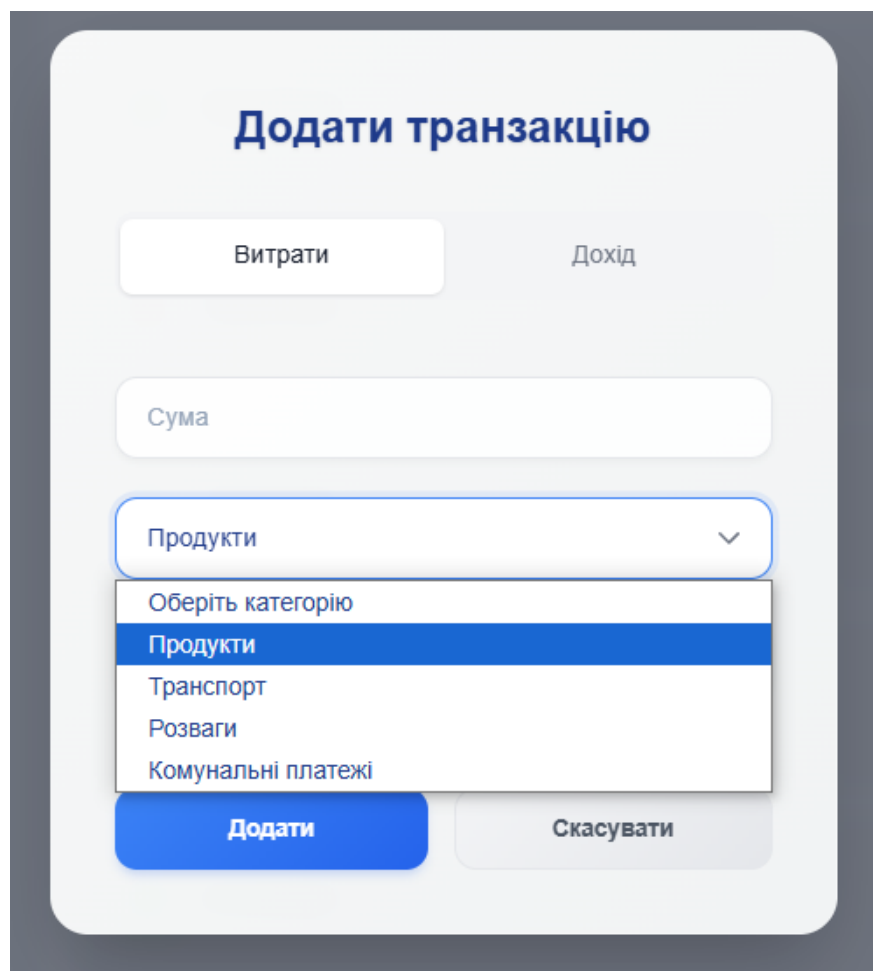 Додати транзакцію
Витрати Дохід
Сума
Продукти
Оберіть категорію
Продукти
Транспорт
Розваги
Комунальні платежі
Додати Скасувати